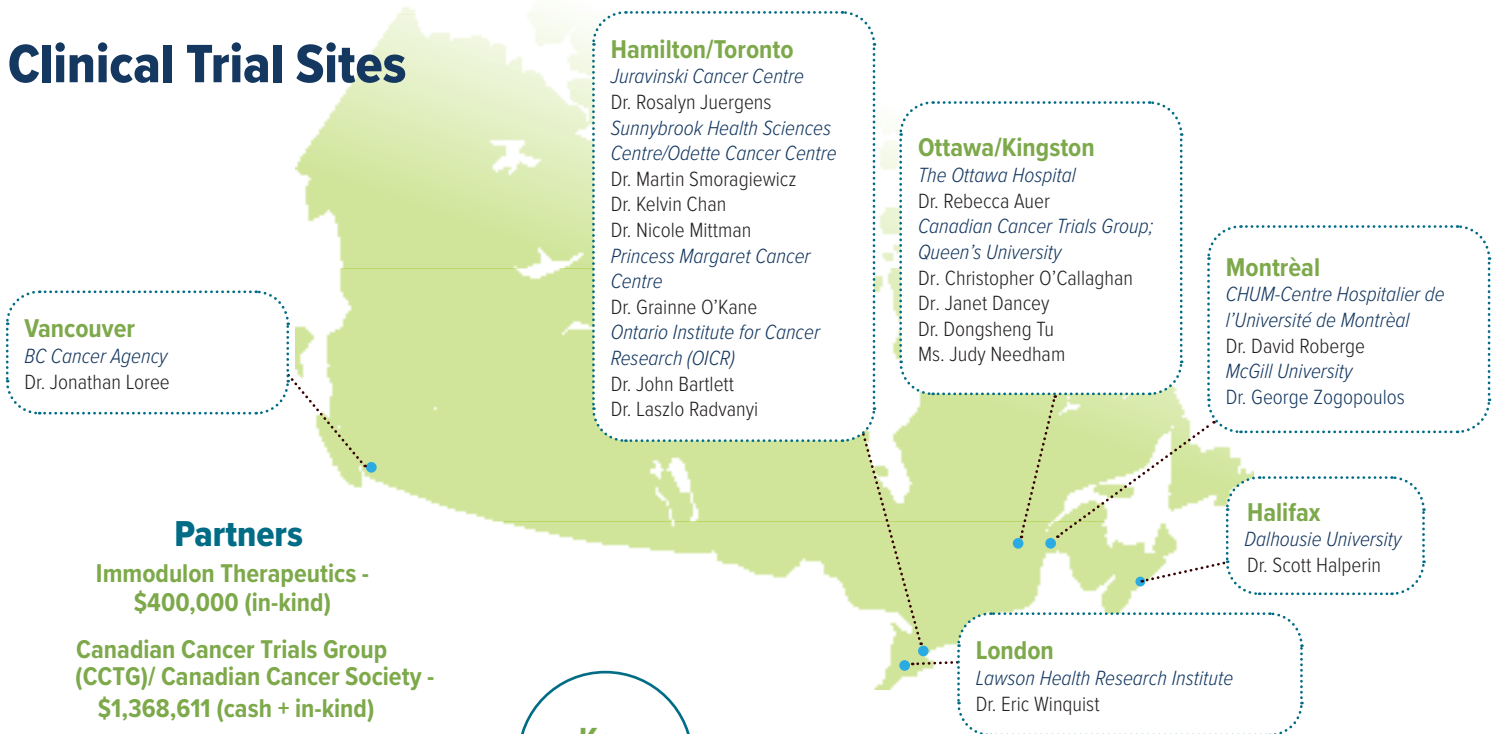 Clinical Trial Sites
Hamilton/Toronto
Juravinski Cancer Centre
Dr. Rosalyn Juergens
Sunnybrook Health Sciences
Centre/Odette Cancer Centre
Dr. Martin Smoragiewicz
Dr. Kelvin Chan
Dr. Nicole Mittman
Princess Margaret Cancer
Centre
Dr. Grainne O'Kane
Ontario Institute for Cancer
Research (OICR)
Dr. John Bartlett
Dr. Laszlo Radvanyi
Ottawa/Kingston
The Ottawa Hospital
Dr. Rebecca Auer
Canadian Cancer Trials Group;
Queen's University
Dr. Christopher O'Callaghan
Dr. Janet Dancey
Dr. Dongsheng Tu
Ms. Judy Needham
Montrèal
CHUM-Centre Hospitalier de
l'Université de Montrèal
Dr. David Roberge
McGill University
Dr. George Zogopoulos
Vancouver
BC Cancer Agency
Dr. Jonathan Loree
Halifax
Dalhousie University
Dr. Scott Halperin
London
Lawson Health Research Institute
Dr. Eric Winquist
Partners
Immodulon Therapeutics -
$400,000 (in-kind)
Canadian Cancer Trials Group
(CCTG)/ Canadian Cancer Society -
$1,368,611 (cash + in-kind)